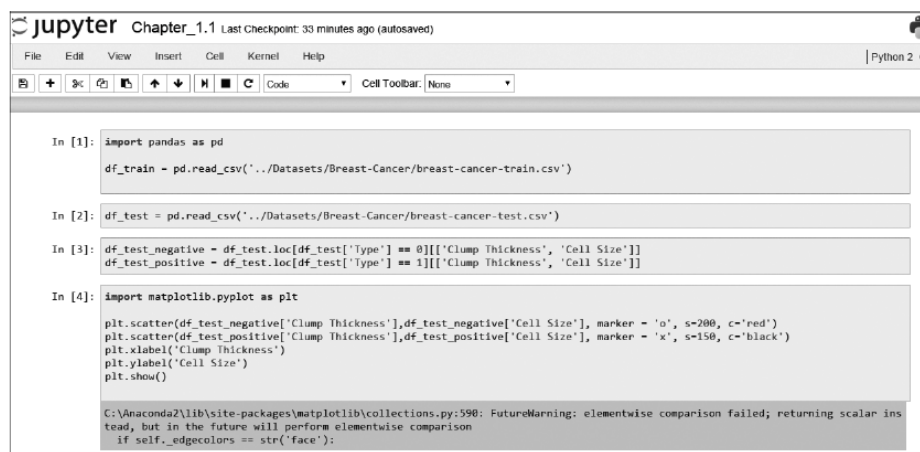 jupyter Chapter_1.1 Last Checkpoint: 33 minutes ago (autosaved)
File Edit View Insert Cell Kernel Help Python 2
Code Cell Toolbar: None
In [1]: import pandas as pd
df_train = pd.read_csv('../Datasets/Breast-Cancer/breast-cancer-train.csv')
In [2]: df_test = pd.read_csv('../Datasets/Breast-Cancer/breast-cancer-test.csv')
In [3]: df_test_negative = df_test.loc[df_test['Type'] == 0][['Clump Thickness', 'Cell Size']]
df_test_positive = df_test.loc[df_test['Type'] == 1][['Clump Thickness', 'Cell Size']]
In [4]: import matplotlib.pyplot as plt
plt.scatter(df_test_negative['Clump Thickness'],df_test_negative['Cell Size'], marker = 'o', s=200, c='red')
plt.scatter(df_test_positive['Clump Thickness'],df_test_positive['Cell Size'], marker = 'x', s=150, c='black')
plt.xlabel('Clump Thickness')
plt.ylabel('Cell Size')
plt.show()
C:\Anaconda2\lib\site-packages\matplotlib\collections.py:590: FutureWarning: elementwise comparison failed; returning scalar ins
tead, but in the future will perform elementwise comparison
if self._edgecolors == str('face'):